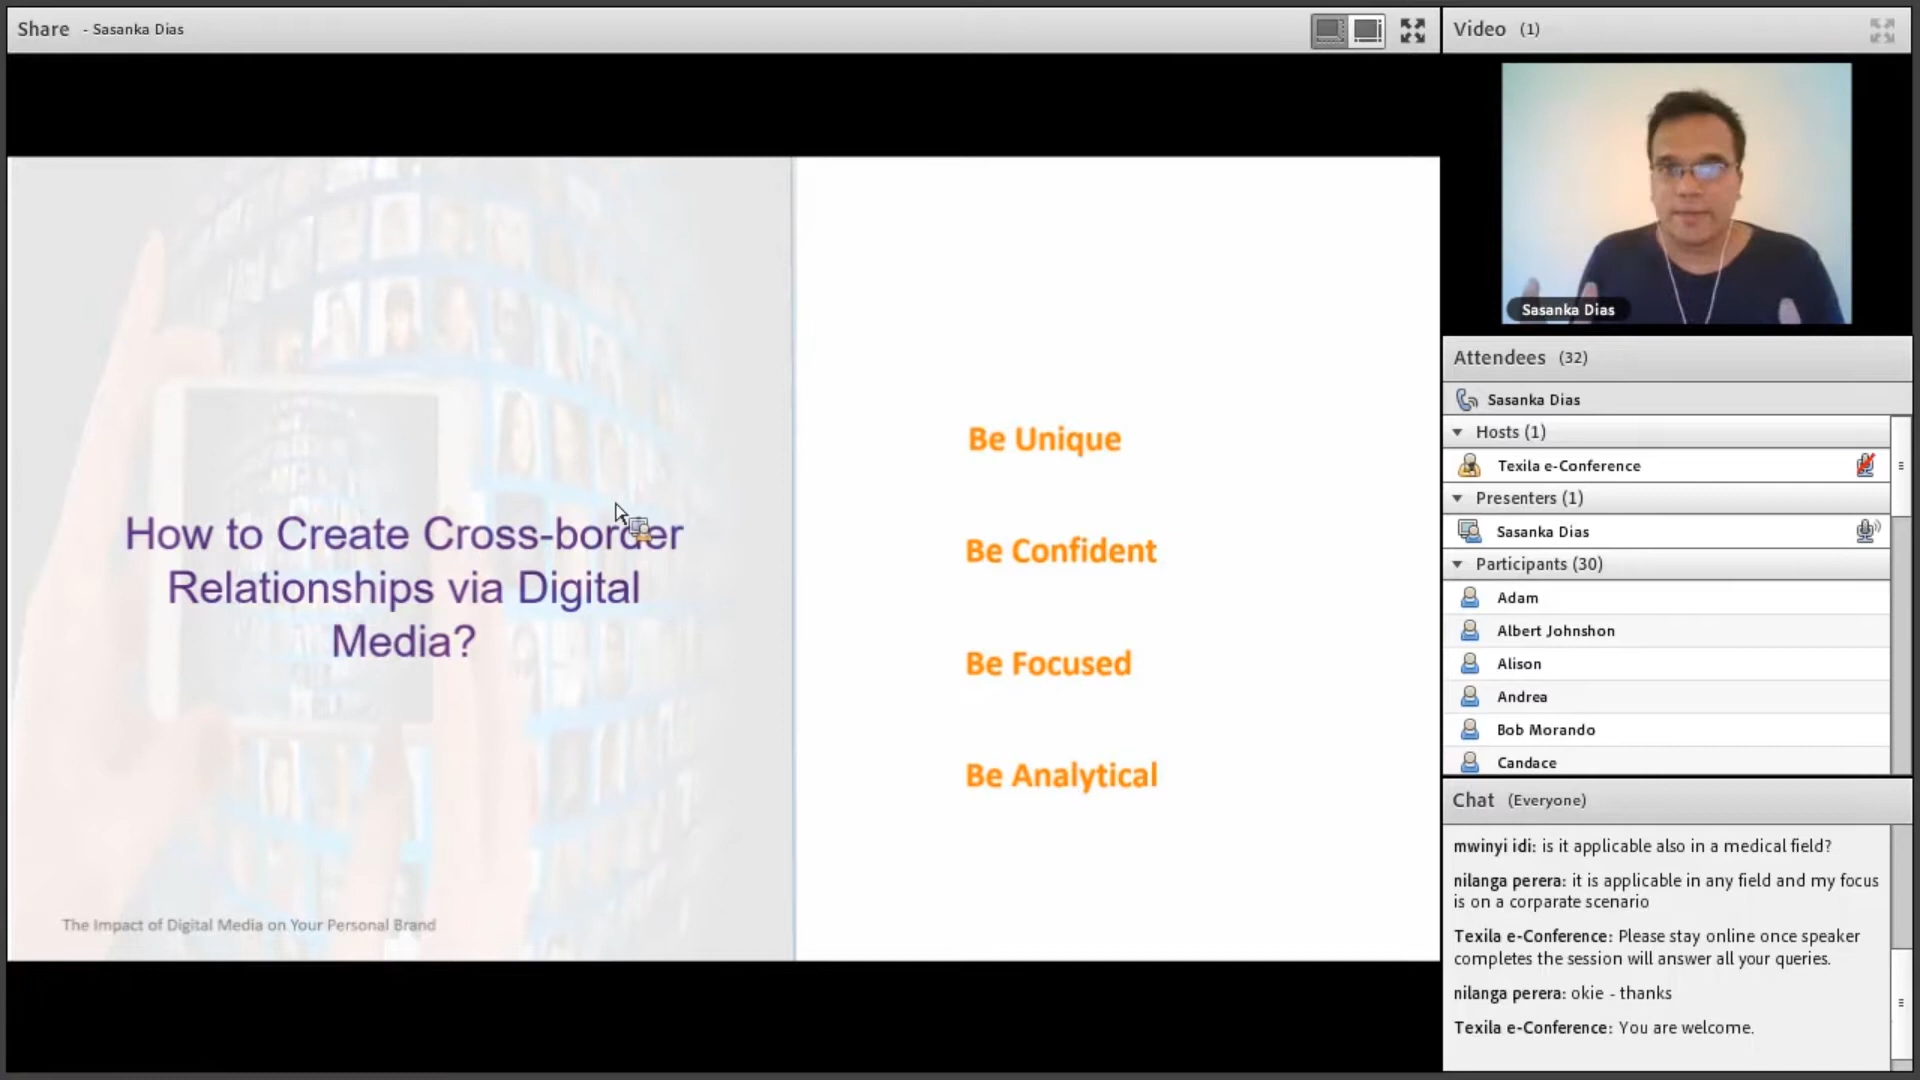 Share - Sasanka Dias
How to Create Cross-border
Relationships via Digital
Media?
The Impact of Digital Media on Your Personal Brand
Be Unique
Be Confident
Be Focused
Be Analytical
Video (1)
Sasanka Dias
Attendees (32)
Sasanka Dias
Hosts (1)
Texila e-Conference
Presenters (1)
Sasanka Dias
Participants (30)
Adam
Albert Johnshon
Alison
Andrea
Bob Morando
Candace
Chat (Everyone)
mwinyi idi: is it applicable also in a medical field?
nilanga perera: it is applicable in any field and my focus
is on a corparate scenario
Texila e-Conference: Please stay online once speaker
completes the session will answer all your queries.
nilanga perera: okie - thanks
Texila e-Conference: You are welcome.